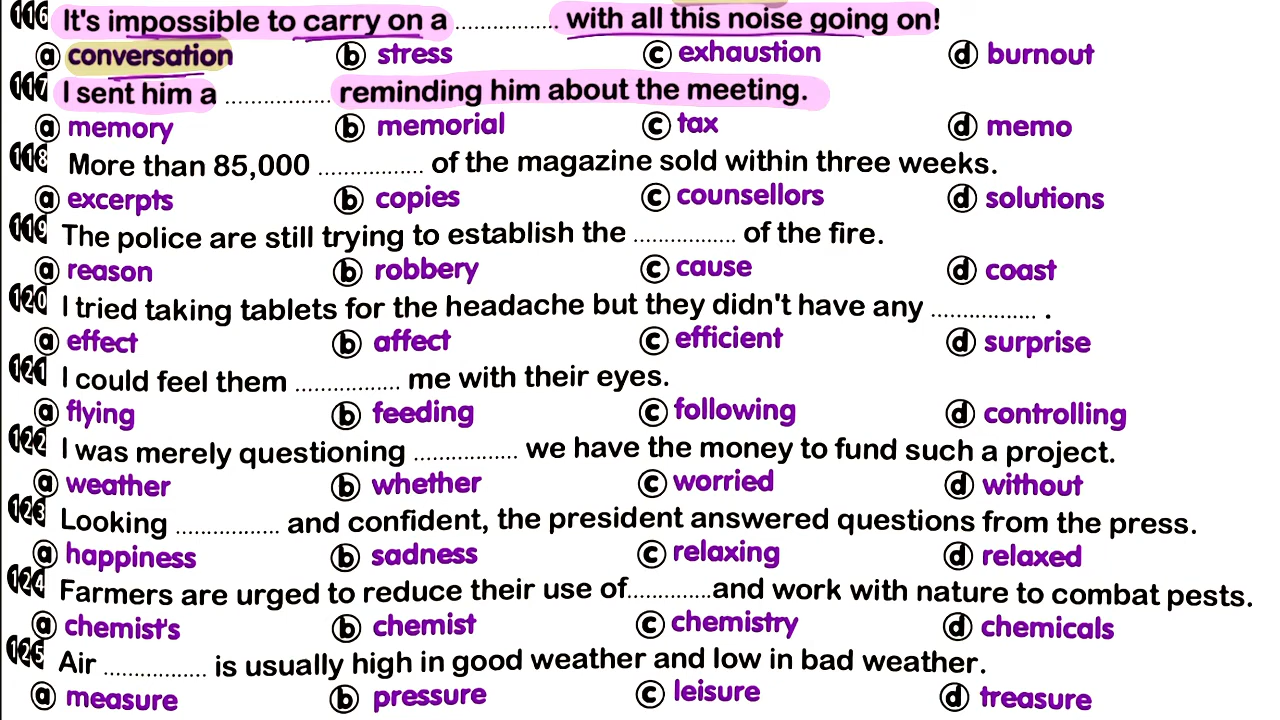 116 It's impossible to carry on a ................ with all this noise going on!
a conversation b stress c exhaustion d burnout
117 I sent him a ................ reminding him about the meeting.
a memory b memorial c tax d memo
118 More than 85,000 ................ of the magazine sold within three weeks.
a excerpts b copies c counsellors d solutions
119 The police are still trying to establish the ................ of the fire.
a reason b robbery c cause d coast
120 I tried taking tablets for the headache but they didn't have any ................ .
a effect b affect c efficient d surprise
121 I could feel them ................ me with their eyes.
a flying b feeding c following d controlling
122 I was merely questioning ................ we have the money to fund such a project.
a weather b whether c worried d without
123 Looking ................ and confident, the president answered questions from the press.
a happiness b sadness c relaxing d relaxed
124 Farmers are urged to reduce their use of.............and work with nature to combat pests.
a chemist's b chemist c chemistry d chemicals
125 Air ................ is usually high in good weather and low in bad weather.
a measure b pressure c leisure d treasure